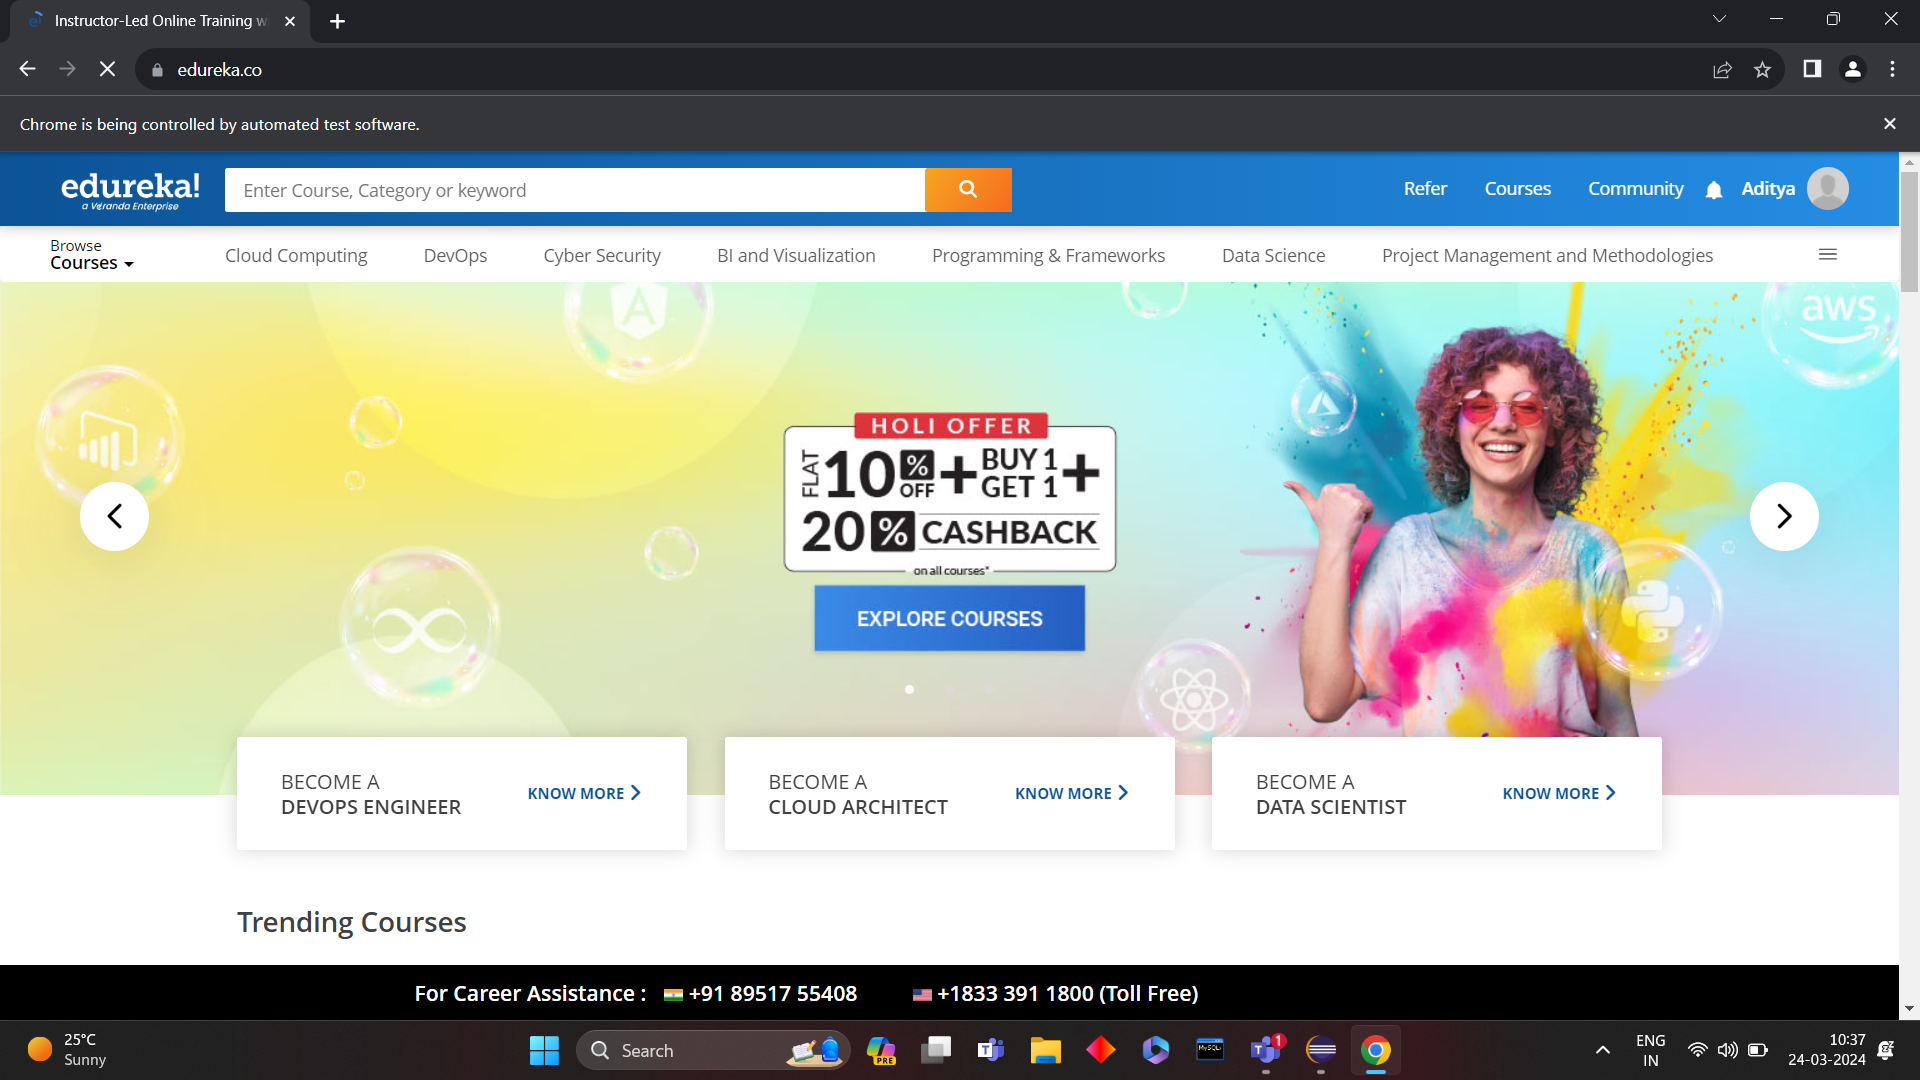 Instructor-Led Online Training w
edureka.co
Chrome is being controlled by automated test software.
edureka!
a Veranda Enterprise
Enter Course, Category or keyword
Refer
Courses
Community
Aditya
Browse
Courses
Cloud Computing
DevOps
Cyber Security
BI and Visualization
Programming & Frameworks
Data Science
Project Management and Methodologies
aws
HOLI OFFER
FLAT 10% OFF + BUY 1 GET 1 +
20% CASHBACK
on all courses*
EXPLORE COURSES
BECOME A
DEVOPS ENGINEER
KNOW MORE
BECOME A
CLOUD ARCHITECT
KNOW MORE
BECOME A
DATA SCIENTIST
KNOW MORE
Trending Courses
For Career Assistance : +91 89517 55408 +1833 391 1800 (Toll Free)
25°C
Sunny
Search
PRE
MySQL
1
ENG
IN
10:37
24-03-2024